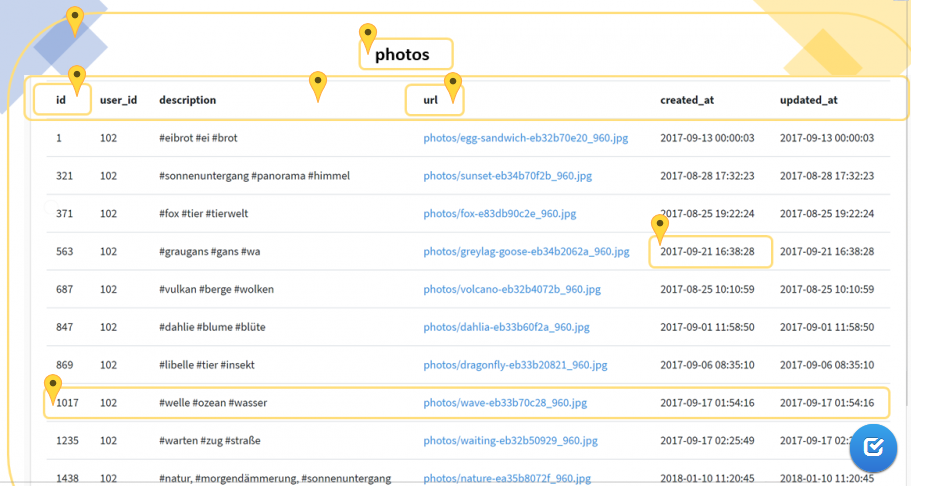 photos
id user_id description url created_at updated_at
1 102 #eibrot #ei #brot photos/egg-sandwich-eb32b70e20_960.jpg 2017-09-13 00:00:03 2017-09-13 00:00:03
321 102 #sonnenuntergang #panorama #himmel photos/sunset-eb34b70f2b_960.jpg 2017-08-28 17:32:23 2017-08-28 17:32:23
371 102 #fox #tier #tierwelt photos/fox-e83db90c2e_960.jpg 2017-08-25 19:22:24 2017-08-25 19:22:24
563 102 #graugans #gans #wa photos/greylag-goose-eb34b2062a_960.jpg 2017-09-21 16:38:28 2017-09-21 16:38:28
687 102 #vulkan #berge #wolken photos/volcano-eb32b4072b_960.jpg 2017-08-25 10:10:59 2017-08-25 10:10:59
847 102 #dahlie #blume #blüte photos/dahlia-eb33b60f2a_960.jpg 2017-09-01 11:58:50 2017-09-01 11:58:50
869 102 #libelle #tier #insekt photos/dragonfly-eb33b20821_960.jpg 2017-09-06 08:35:10 2017-09-06 08:35:10
1017 102 #welle #ozean #wasser photos/wave-eb33b70c28_960.jpg 2017-09-17 01:54:16 2017-09-17 01:54:16
1235 102 #warten #zug #straße photos/waiting-eb32b50929_960.jpg 2017-09-17 02:25:49 2017-09-17
1438 102 #natur, #morgendämmerung, #sonnenuntergang photos/nature-ea35b8072f_960.jpg 2018-01-10 11:20:45 2018-01-10 11:20:45